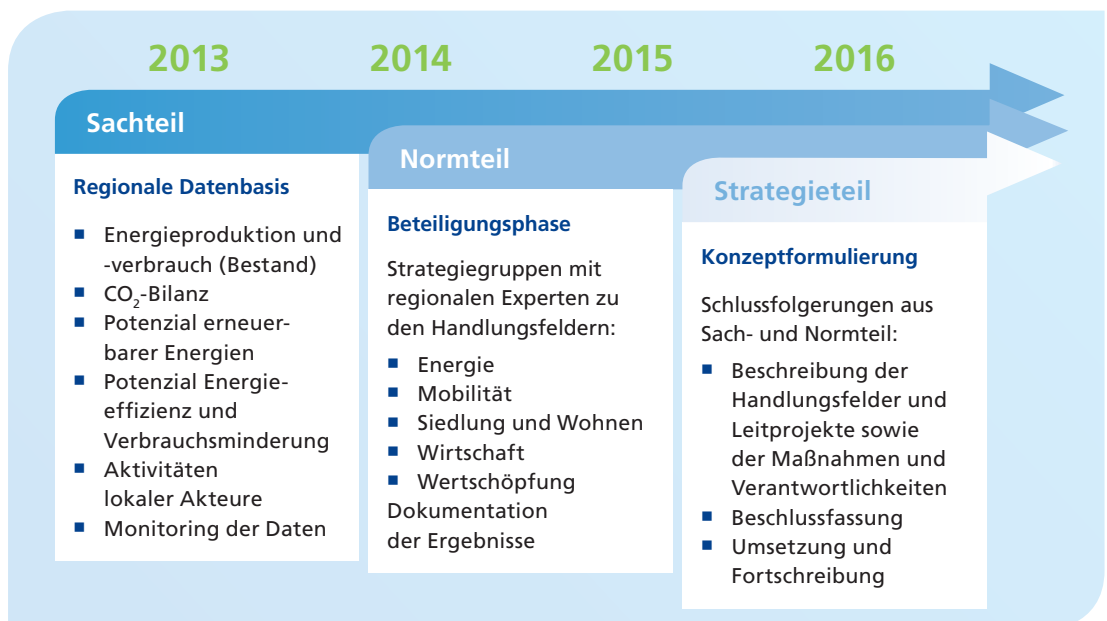 2013 2014 2015 2016
Sachteil
Regionale Datenbasis
■ Energieproduktion und
-verbrauch (Bestand)
■ CO₂-Bilanz
■ Potenzial erneuer-
barer Energien
■ Potenzial Energie-
effizienz und
Verbrauchsminderung
■ Aktivitäten
lokaler Akteure
■ Monitoring der Daten
Normteil
Beteiligungsphase
Strategiegruppen mit
regionalen Experten zu
den Handlungsfeldern:
■ Energie
■ Mobilität
■ Siedlung und Wohnen
■ Wirtschaft
■ Wertschöpfung
Dokumentation
der Ergebnisse
Strategieteil
Konzeptformulierung
Schlussfolgerungen aus
Sach- und Normteil:
■ Beschreibung der
Handlungsfelder und
Leitprojekte sowie
der Maßnahmen und
Verantwortlichkeiten
■ Beschlussfassung
■ Umsetzung und
Fortschreibung